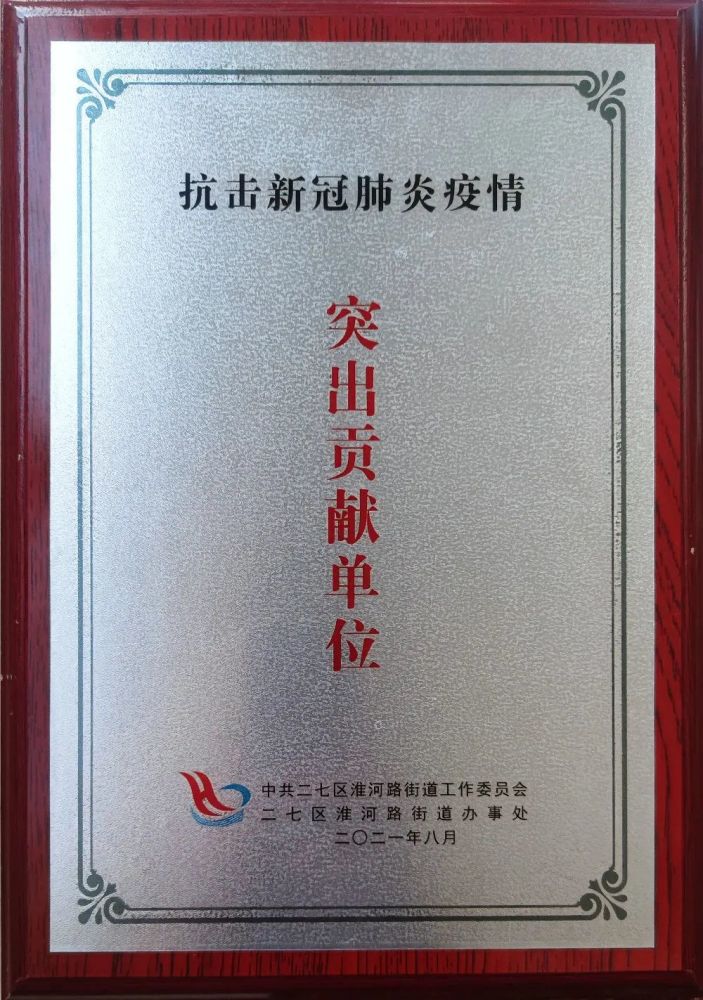 抗击新冠肺炎疫情
突出贡献单位
中共二七区淮河路街道工作委员会
二七区淮河路街道办事处
二〇二一年八月